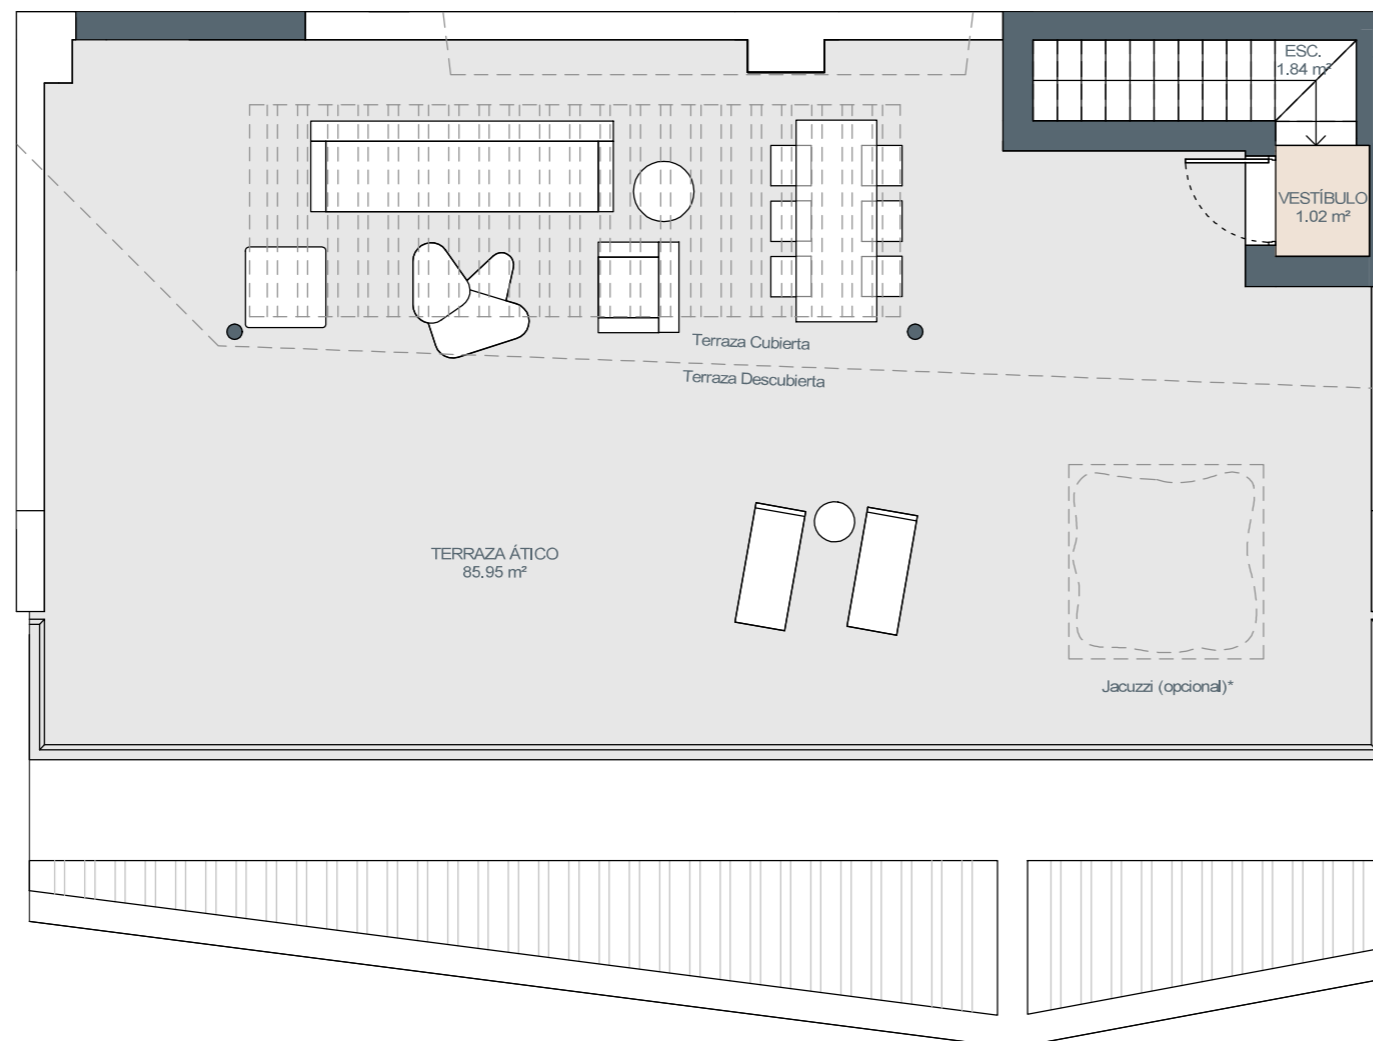 ESC.
1.84 m²
VESTÍBULO
1.02 m²
Terraza Cubierta
Terraza Descubierta
TERRAZA ÁTICO
85.95 m²
Jacuzzi (opcional)*